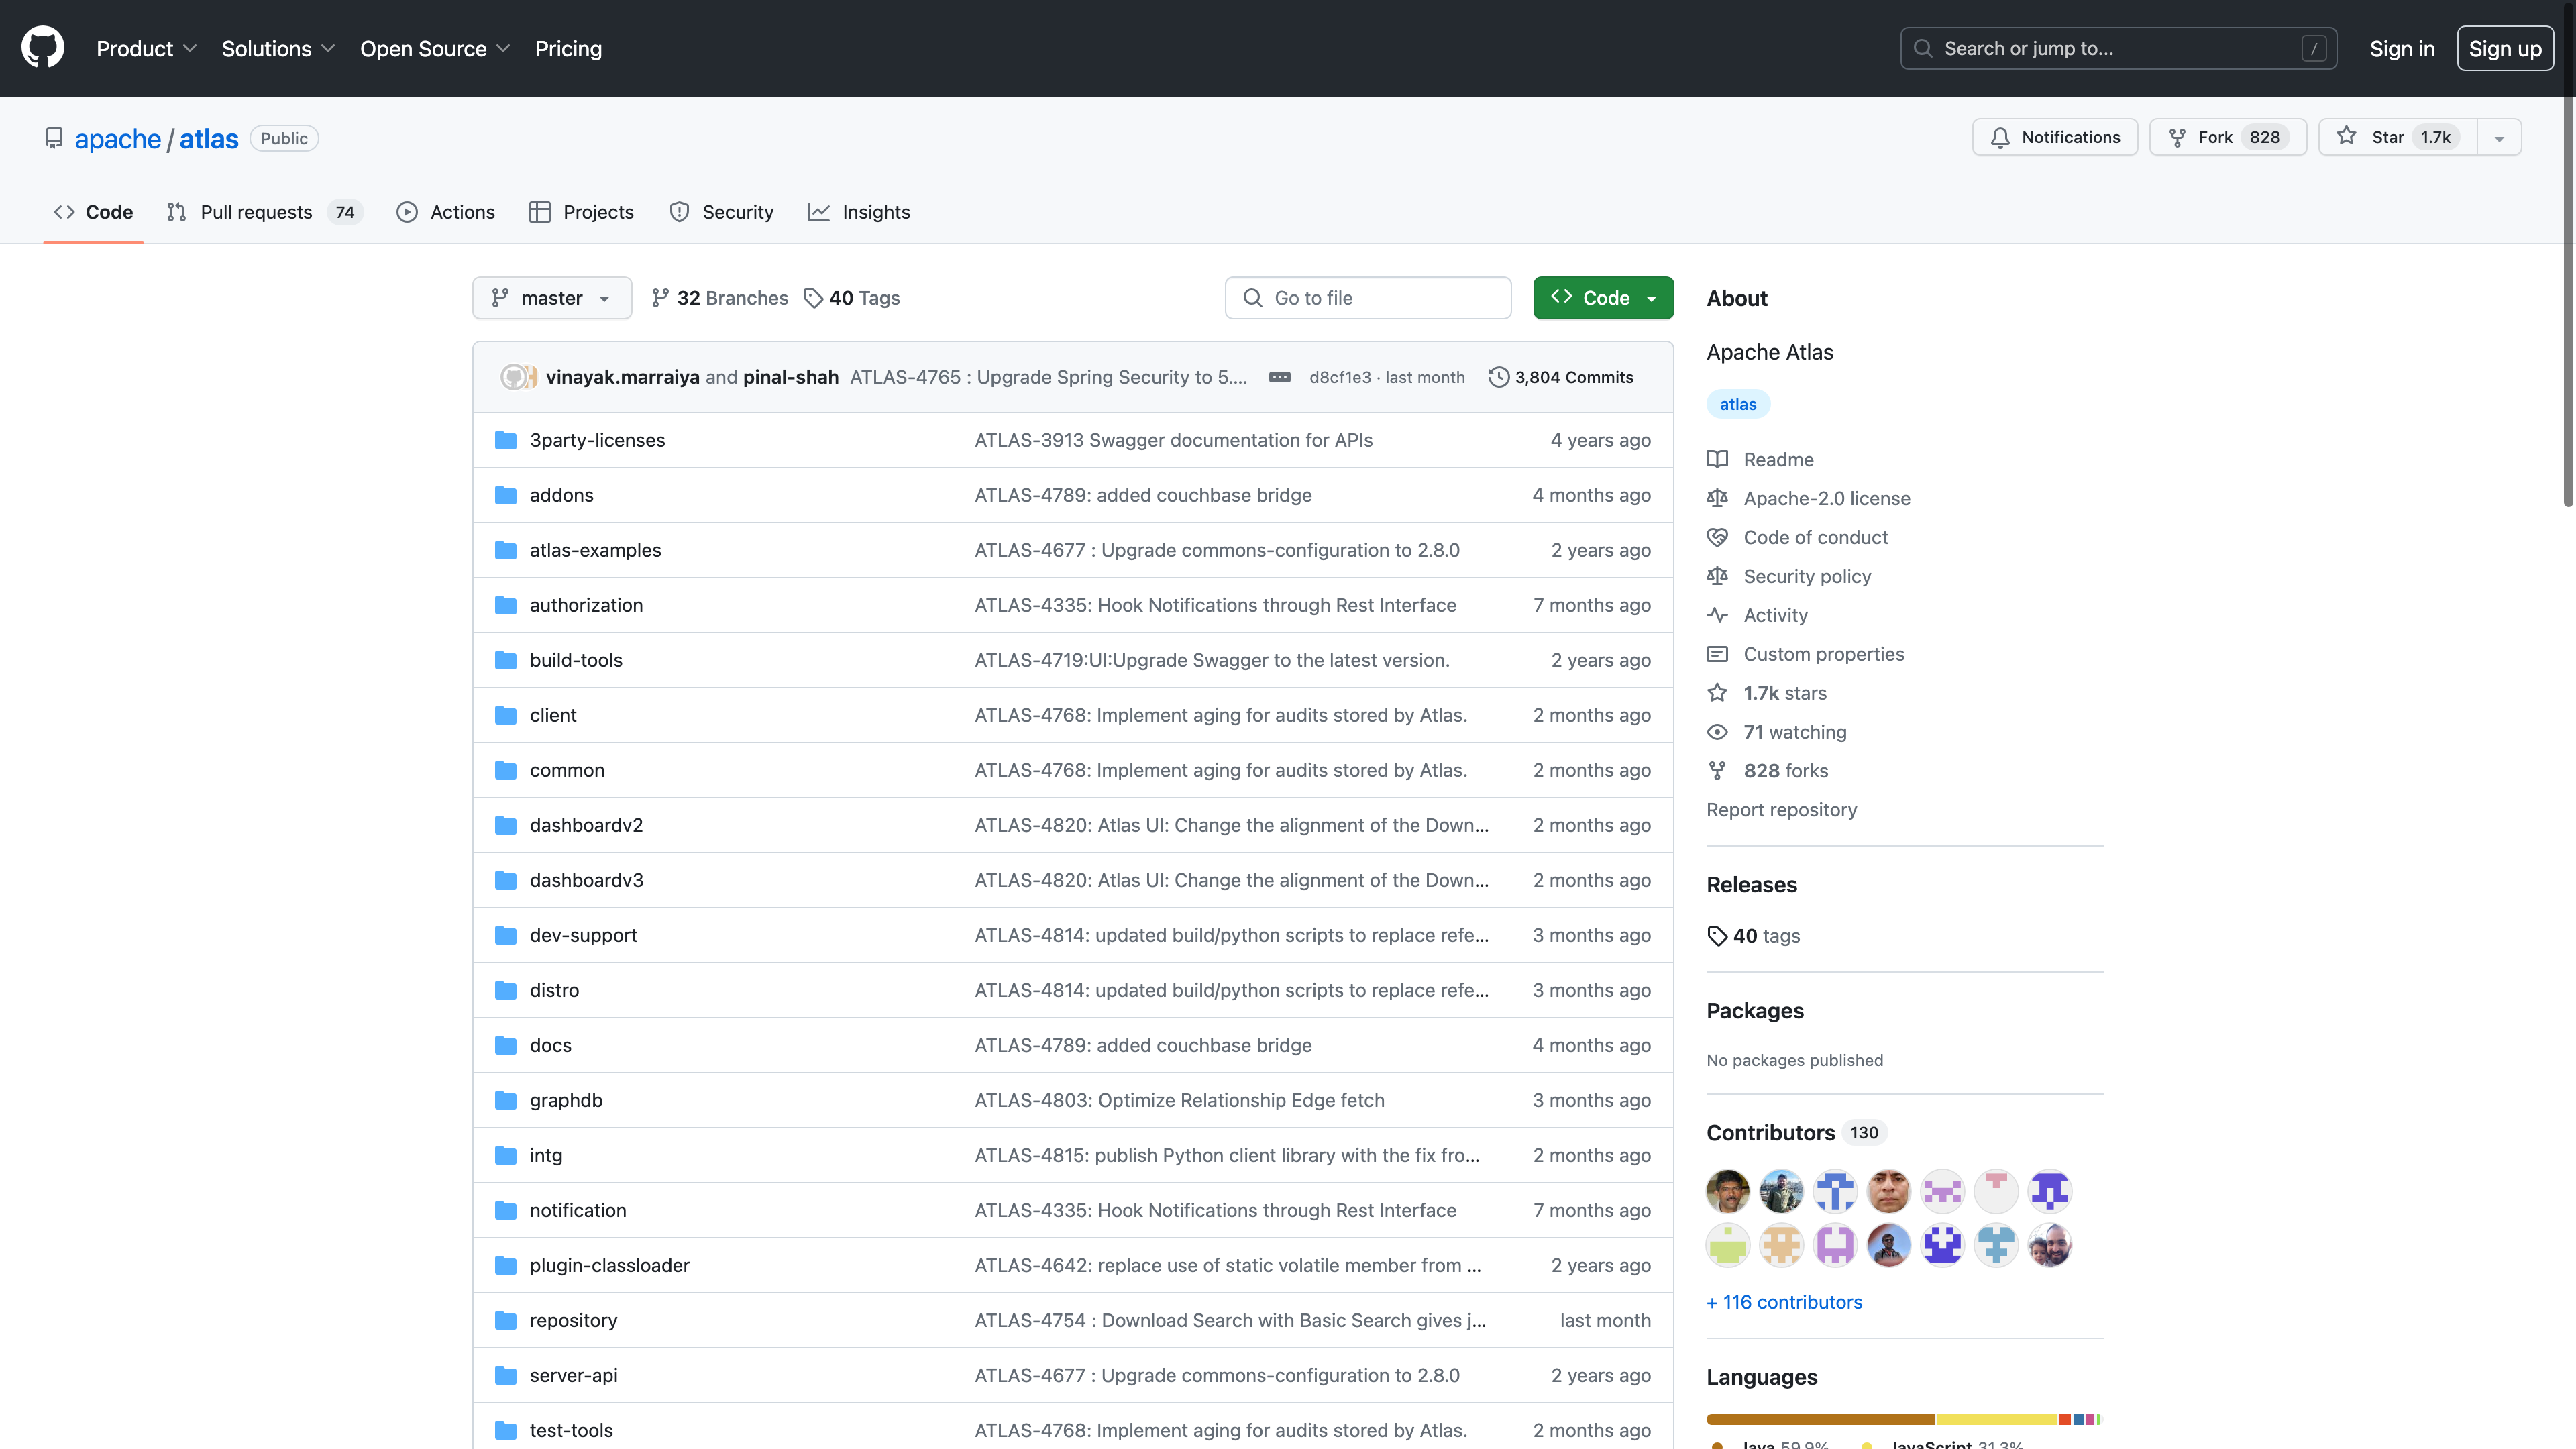 Product
Solutions
Open Source
Pricing
Search or jump to...
/
Sign in
Sign up
apache / atlas
Public
Notifications
Fork 828
Star 1.7k
Code
Pull requests 74
Actions
Projects
Security
Insights
master
32 Branches
40 Tags
Go to file
Code
vinayak.marraiya and pinal-shah ATLAS-4765 : Upgrade Spring Security to 5.... d8cf1e3 · last month 3,804 Commits
3party-licenses ATLAS-3913 Swagger documentation for APIs 4 years ago
addons ATLAS-4789: added couchbase bridge 4 months ago
atlas-examples ATLAS-4677 : Upgrade commons-configuration to 2.8.0 2 years ago
authorization ATLAS-4335: Hook Notifications through Rest Interface 7 months ago
build-tools ATLAS-4719:UI:Upgrade Swagger to the latest version. 2 years ago
client ATLAS-4768: Implement aging for audits stored by Atlas. 2 months ago
common ATLAS-4768: Implement aging for audits stored by Atlas. 2 months ago
dashboardv2 ATLAS-4820: Atlas UI: Change the alignment of the Down... 2 months ago
dashboardv3 ATLAS-4820: Atlas UI: Change the alignment of the Down... 2 months ago
dev-support ATLAS-4814: updated build/python scripts to replace refe... 3 months ago
distro ATLAS-4814: updated build/python scripts to replace refe... 3 months ago
docs ATLAS-4789: added couchbase bridge 4 months ago
graphdb ATLAS-4803: Optimize Relationship Edge fetch 3 months ago
intg ATLAS-4815: publish Python client library with the fix fro... 2 months ago
notification ATLAS-4335: Hook Notifications through Rest Interface 7 months ago
plugin-classloader ATLAS-4642: replace use of static volatile member from ... 2 years ago
repository ATLAS-4754 : Download Search with Basic Search gives j... last month
server-api ATLAS-4677 : Upgrade commons-configuration to 2.8.0 2 years ago
test-tools ATLAS-4768: Implement aging for audits stored by Atlas. 2 months ago
About
Apache Atlas
atlas
Readme
Apache-2.0 license
Code of conduct
Security policy
Activity
Custom properties
1.7k stars
71 watching
828 forks
Report repository
Releases
40 tags
Packages
No packages published
Contributors 130
+ 116 contributors
Languages
Java 59.9% JavaScript 31.3%